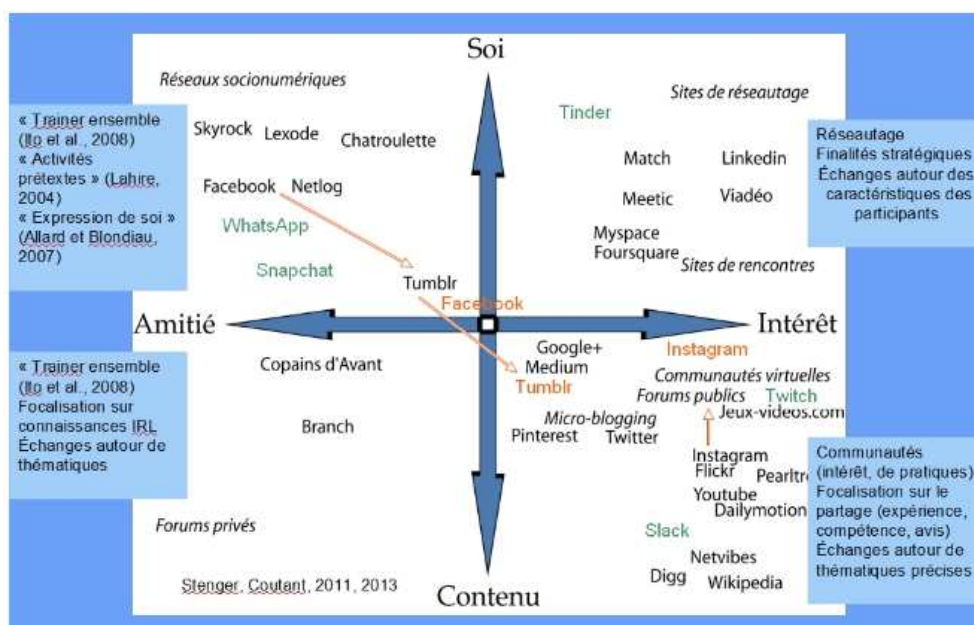 Soi
Réseaux socionumériques
Sites de réseautage
« Trainer ensemble
(Ito et al., 2008)
« Activités
prétextes » (Lahire,
2004)
« Expression de soi »
(Allard et Blondiau,
2007)
Skyrock
Lexode
Chatroulette
Facebook
Netlog
WhatsApp
Snapchat
Tumblr
Facebook
Tinder
Match
Linkedin
Meetic
Viadéo
Myspace
Foursquare
Sites de rencontres
Réseautage
Finalités stratégiques
Échanges autour des
caractéristiques des
participants
Amitié
Intérêt
« Trainer ensemble »
(Ito et al., 2008)
Focalisation sur
connaissances IRL
Échanges autour de
thématiques
Copains d'Avant
Branch
Forums privés
Stenger, Coutant, 2011, 2013
Google+
Medium
Tumblr
Instagram
Communautés virtuelles
Forums publics
Twitch
Jeux-videos.com
Micro-blogging
Pinterest
Twitter
Instagram
Flickr
Pearltre
Youtube
Dailymotion
Slack
Netvibes
Digg
Wikipedia
Communautés
(intérêt, de pratiques)
Focalisation sur le
partage (expérience,
compétence, avis)
Échanges autour de
thématiques précises
Contenu